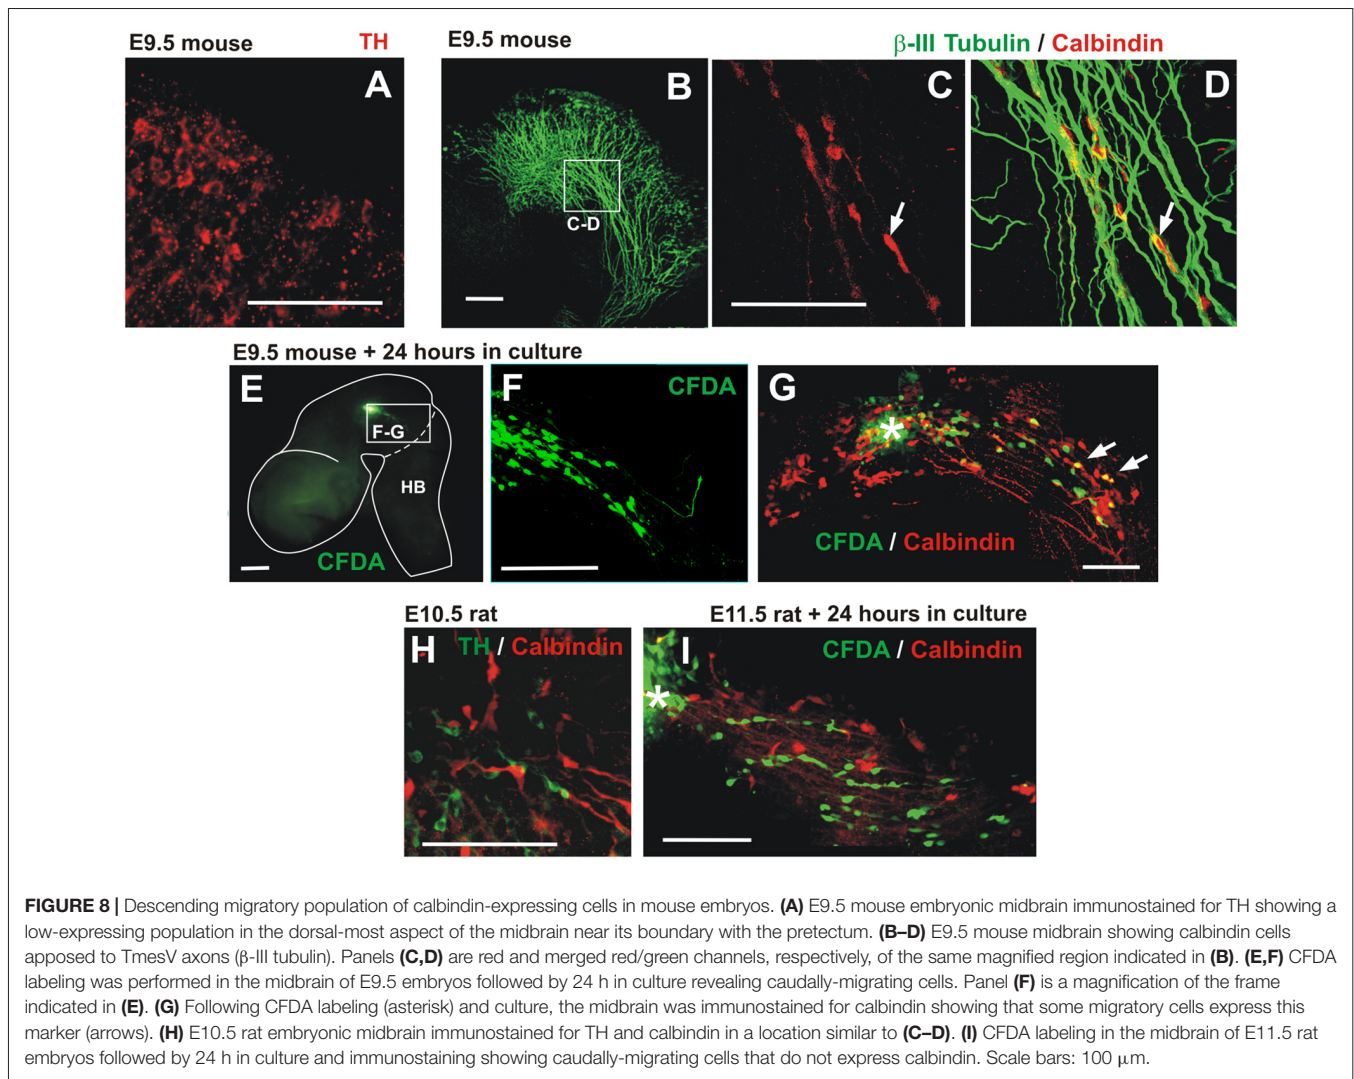 E9.5 mouse TH
A
E9.5 mouse
B
C-D
β-III Tubulin / Calbindin
C
D
E9.5 mouse + 24 hours in culture
E
F-G
HB
CFDA
F
CFDA
G
*
CFDA / Calbindin
E10.5 rat
H
TH / Calbindin
E11.5 rat + 24 hours in culture
I
CFDA / Calbindin
*
FIGURE 8 | Descending migratory population of calbindin-expressing cells in mouse embryos. (A) E9.5 mouse embryonic midbrain immunostained for TH showing a
low-expressing population in the dorsal-most aspect of the midbrain near its boundary with the pretectum. (B–D) E9.5 mouse midbrain showing calbindin cells
apposed to TmesV axons (β-III tubulin). Panels (C,D) are red and merged red/green channels, respectively, of the same magnified region indicated in (B). (E,F) CFDA
labeling was performed in the midbrain of E9.5 embryos followed by 24 h in culture revealing caudally-migrating cells. Panel (F) is a magnification of the frame
indicated in (E). (G) Following CFDA labeling (asterisk) and culture, the midbrain was immunostained for calbindin showing that some migratory cells express this
marker (arrows). (H) E10.5 rat embryonic midbrain immunostained for TH and calbindin in a location similar to (C–D). (I) CFDA labeling in the midbrain of E11.5 rat
embryos followed by 24 h in culture and immunostaining showing caudally-migrating cells that do not express calbindin. Scale bars: 100 μm.